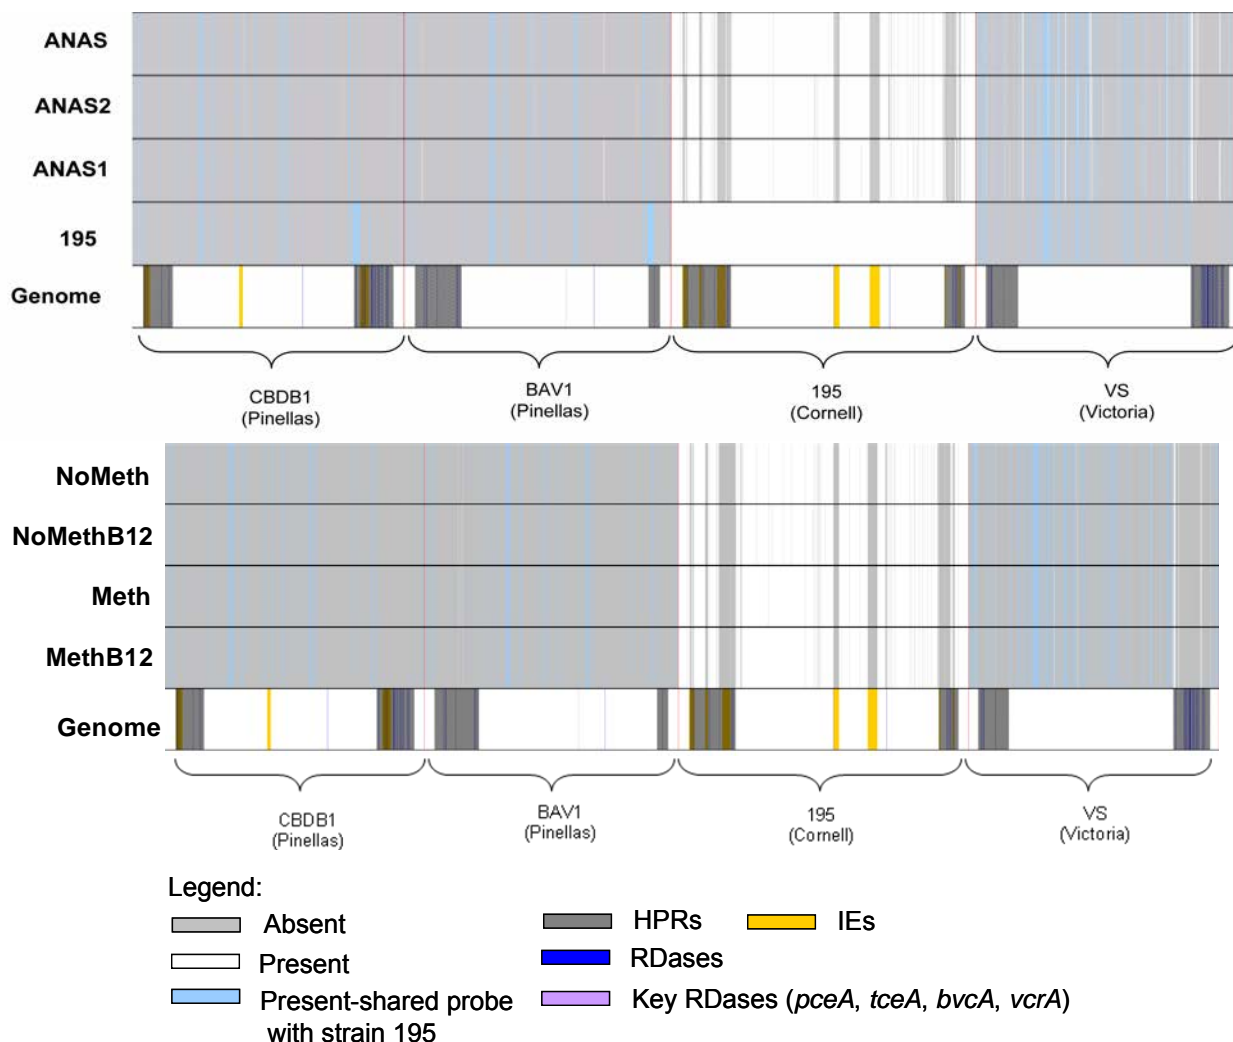 ANAS
ANAS2
ANAS1
195
Genome
CBDB1
(Pinellas)
BAV1
(Pinellas)
195
(Cornell)
VS
(Victoria)
NoMeth
NoMethB12
Meth
MethB12
Genome
CBDB1
(Pinellas)
BAV1
(Pinellas)
195
(Cornell)
VS
(Victoria)
Legend:
Absent
HPRs
IEs
Present
RDases
Present-shared probe
with strain 195
Key RDases (pceA, tceA, bvcA, vcrA)